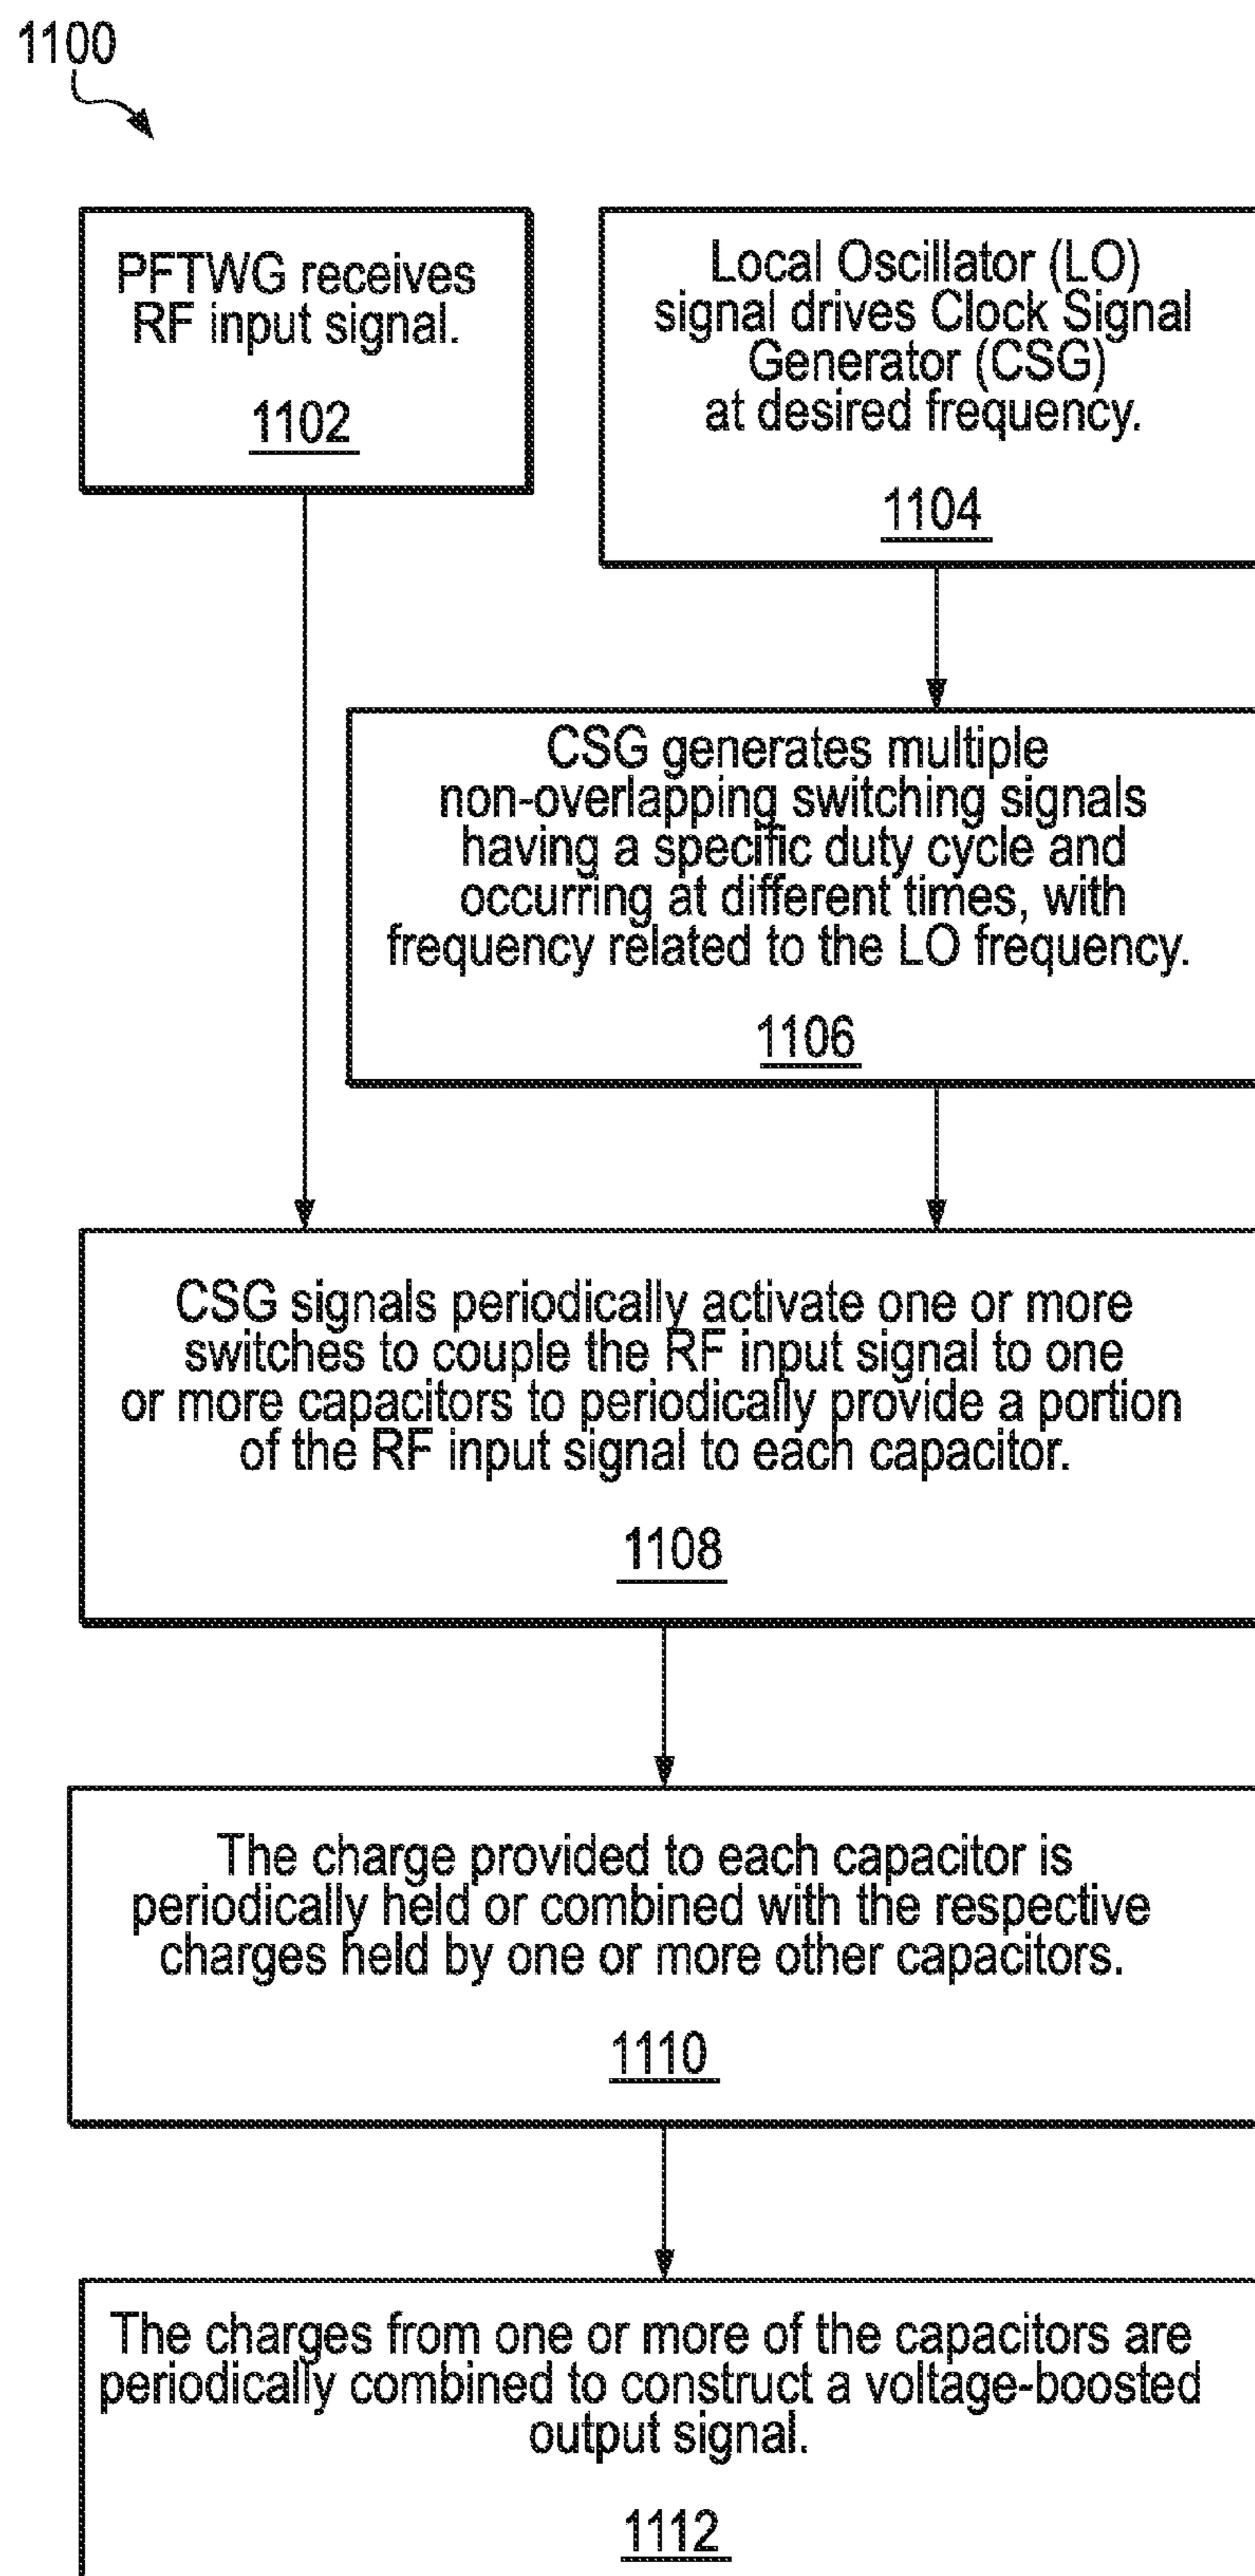 1100
PFTWG receives
RF input signal.
1102
Local Oscillator (LO)
signal drives Clock Signal
Generator (CSG)
at desired frequency.
1104
CSG generates multiple
non-overlapping switching signals
having a specific duty cycle and
occurring at different times, with
frequency related to the LO frequency.
1106
CSG signals periodically activate one or more
switches to couple the RF input signal to one
or more capacitors to periodically provide a portion
of the RF input signal to each capacitor.
1108
The charge provided to each capacitor is
periodically held or combined with the respective
charges held by one or more other capacitors.
1110
The charges from one or more of the capacitors are
periodically combined to construct a voltage-boosted
output signal.
1112